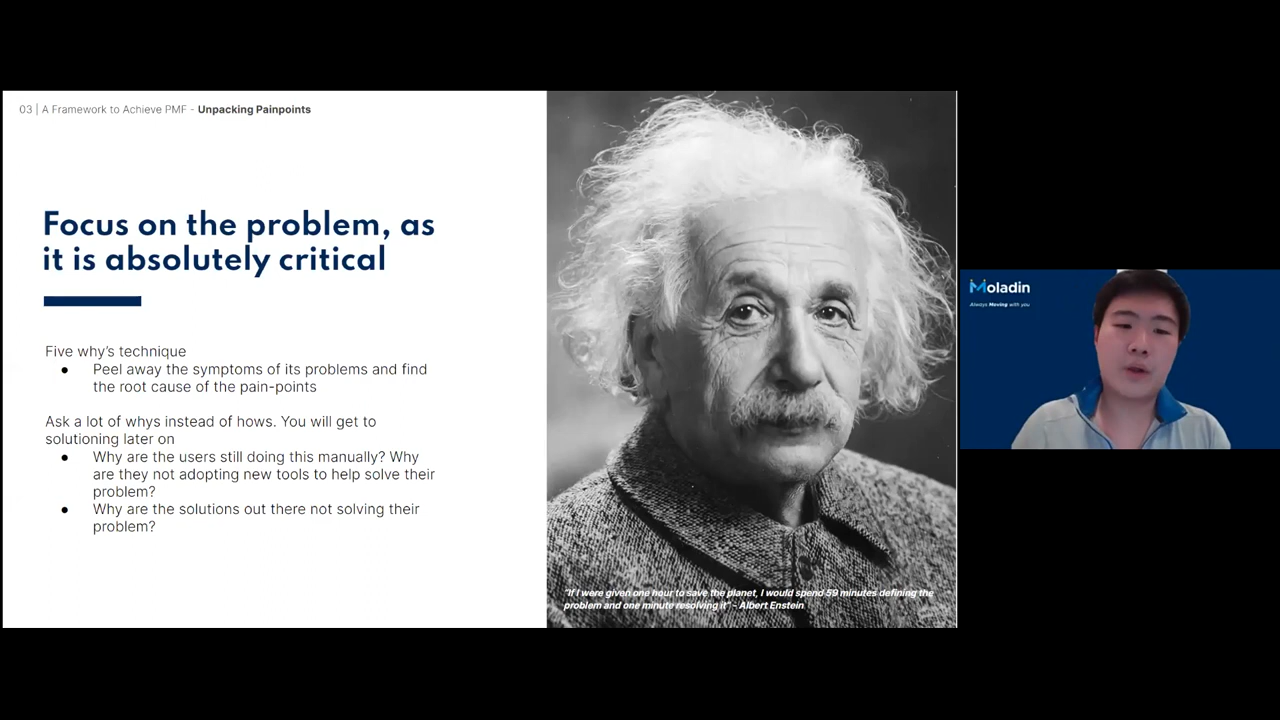 03 | A Framework to Achieve PMF - Unpacking Painpoints
Focus on the problem, as
it is absolutely critical
Five why's technique
● Peel away the symptoms of its problems and find
the root cause of the pain-points
Ask a lot of whys instead of hows. You will get to
solutioning later on
● Why are the users still doing this manually? Why
are they not adopting new tools to help solve their
problem?
● Why are the solutions out there not solving their
problem?
"If I were given one hour to save the planet, I would spend 59 minutes defining the
problem and one minute resolving it" - Albert Enstein
Moladin
Always Moving with you